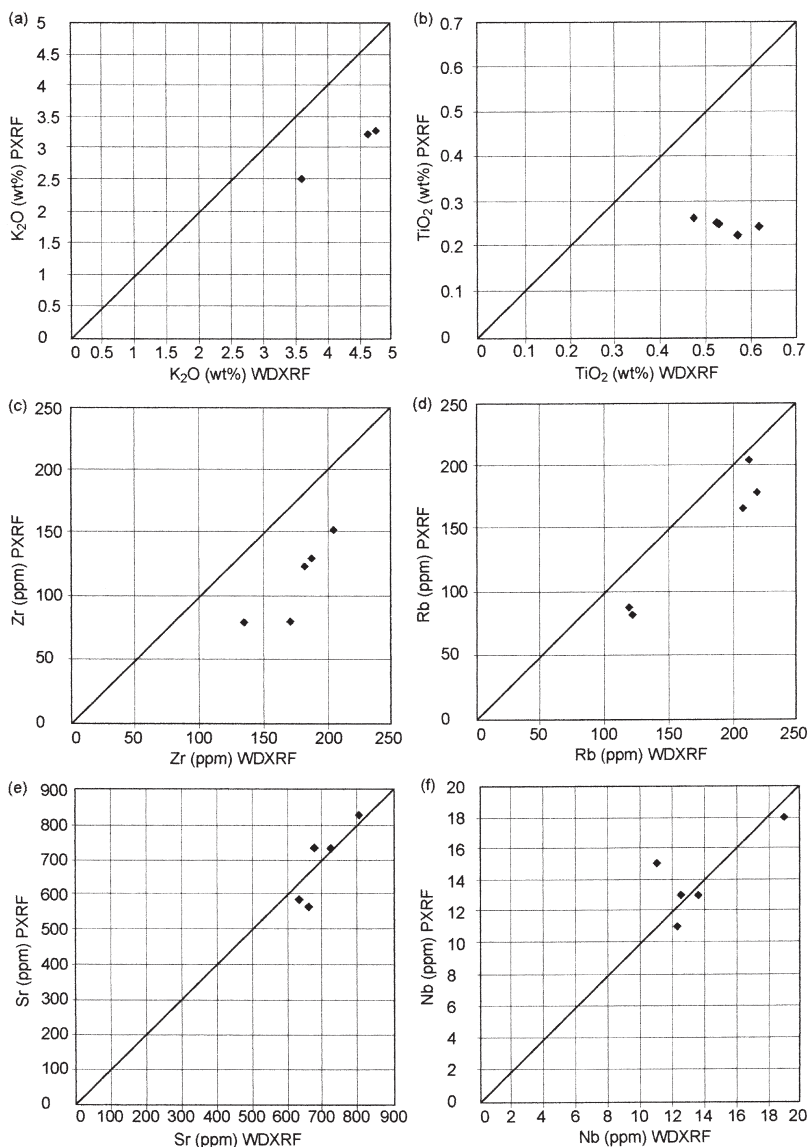 (a)
5
4.5
4
3.5
3
2.5
2
1.5
1
0.5
0
K2O (wt%) PXRF
0 0.5 1 1.5 2 2.5 3 3.5 4 4.5 5
K2O (wt%) WDXRF
(b)
0.7
0.6
0.5
0.4
0.3
0.2
0.1
0
TiO2 (wt%) PXRF
0 0.1 0.2 0.3 0.4 0.5 0.6 0.7
TiO2 (wt%) WDXRF
(c)
250
200
150
100
50
0
Zr (ppm) PXRF
0 50 100 150 200 250
Zr (ppm) WDXRF
(d)
250
200
150
100
50
0
Rb (ppm) PXRF
0 50 100 150 200 250
Rb (ppm) WDXRF
(e)
900
800
700
600
500
400
300
200
100
0
Sr (ppm) PXRF
0 100 200 300 400 500 600 700 800 900
Sr (ppm) WDXRF
(f)
20
18
16
14
12
10
8
6
4
2
0
Nb (ppm) PXRF
0 2 4 6 8 10 12 14 16 18 20
Nb (ppm) WDXRF